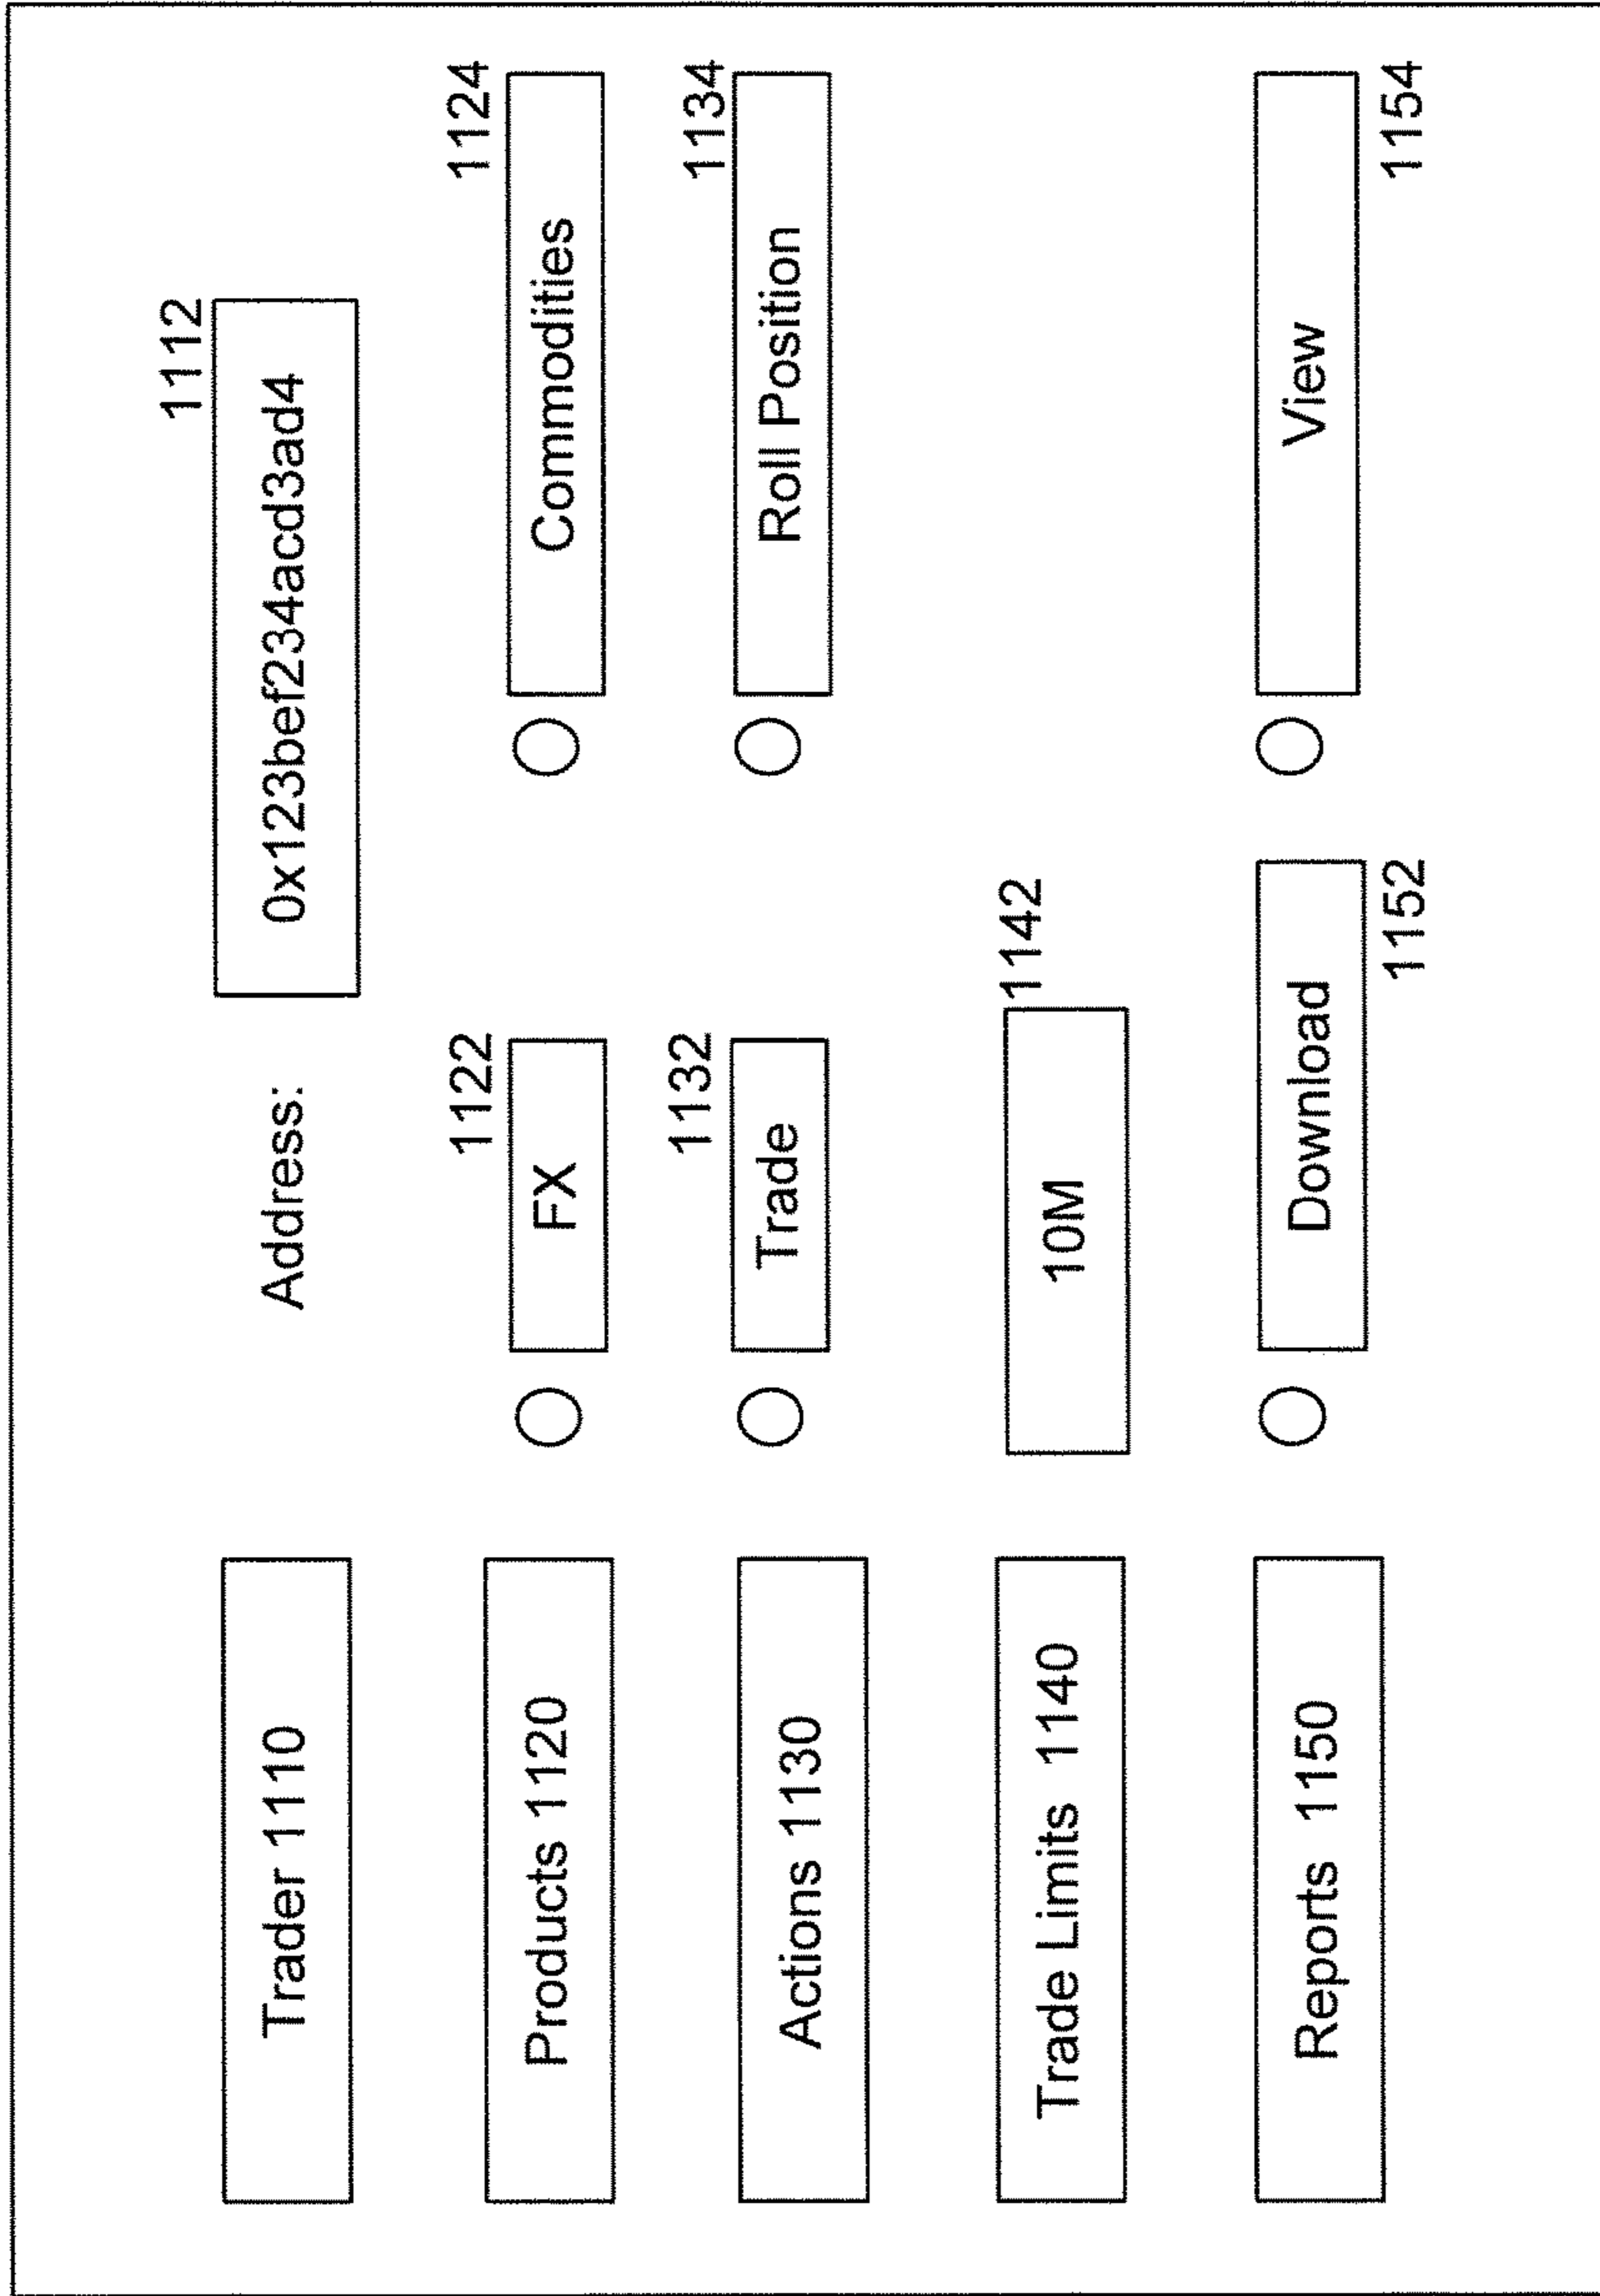 1112
Trader 1110 Address: 0x123bef234acd3ad4
1122 1124
Products 1120 FX Commodities
1132 1134
Actions 1130 Trade Roll Position
1142
Trade Limits 1140 10M
Reports 1150 Download View
1152 1154